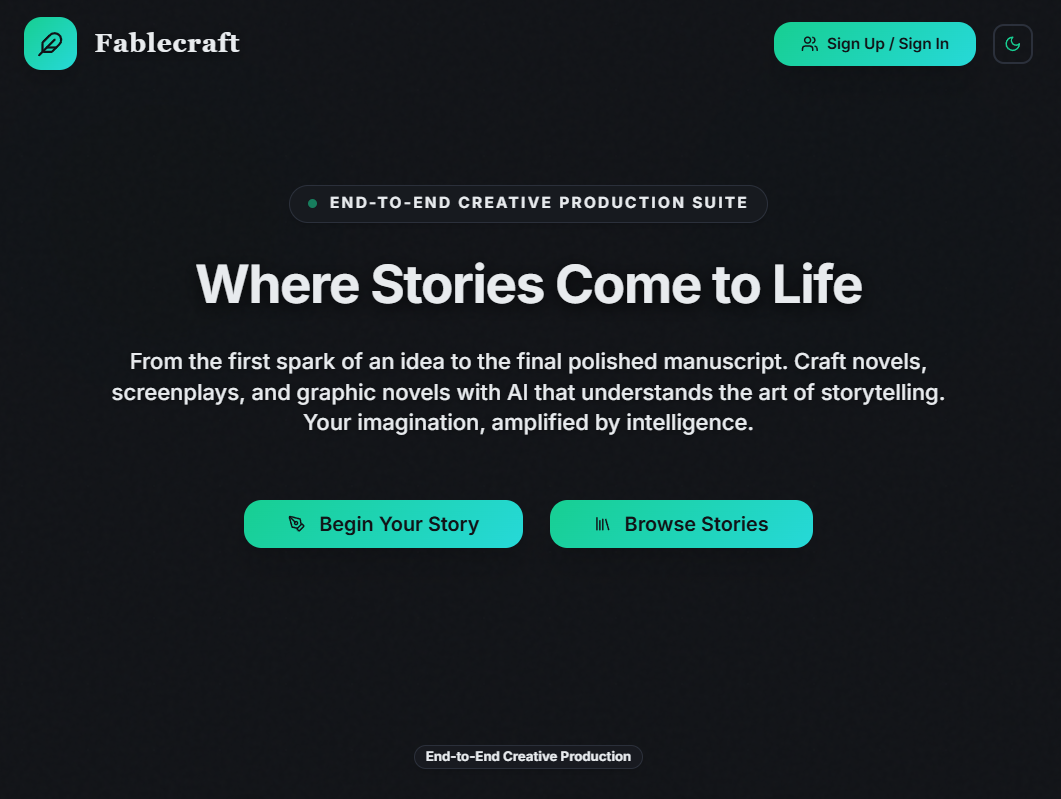 Fablecraft
Sign Up / Sign In
END-TO-END CREATIVE PRODUCTION SUITE
Where Stories Come to Life
From the first spark of an idea to the final polished manuscript. Craft novels,
screenplays, and graphic novels with AI that understands the art of storytelling.
Your imagination, amplified by intelligence.
Begin Your Story
Browse Stories
End-to-End Creative Production